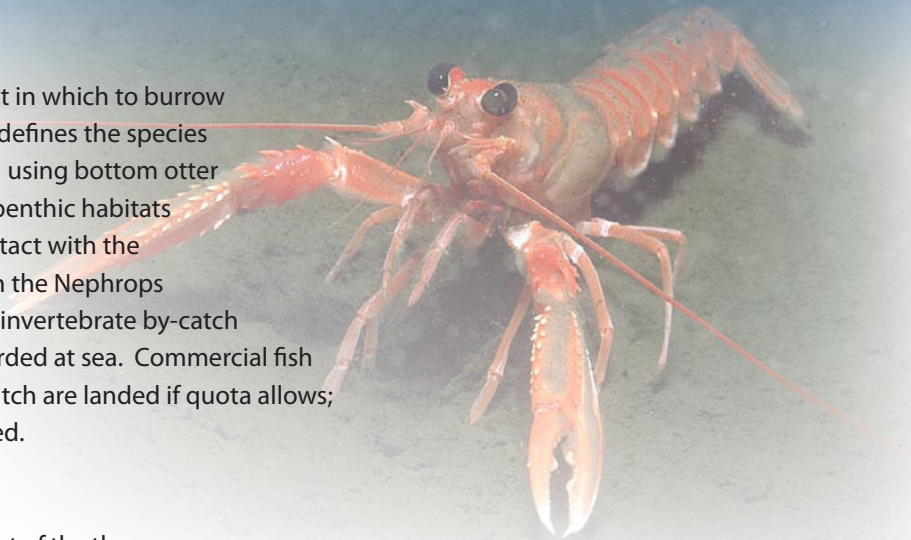 t in which to burrow
defines the species
using bottom otter
benthic habitats
tact with the
n the Nephrops
invertebrate by-catch
rded at sea.  Commercial fish
tch are landed if quota allows;
ed.